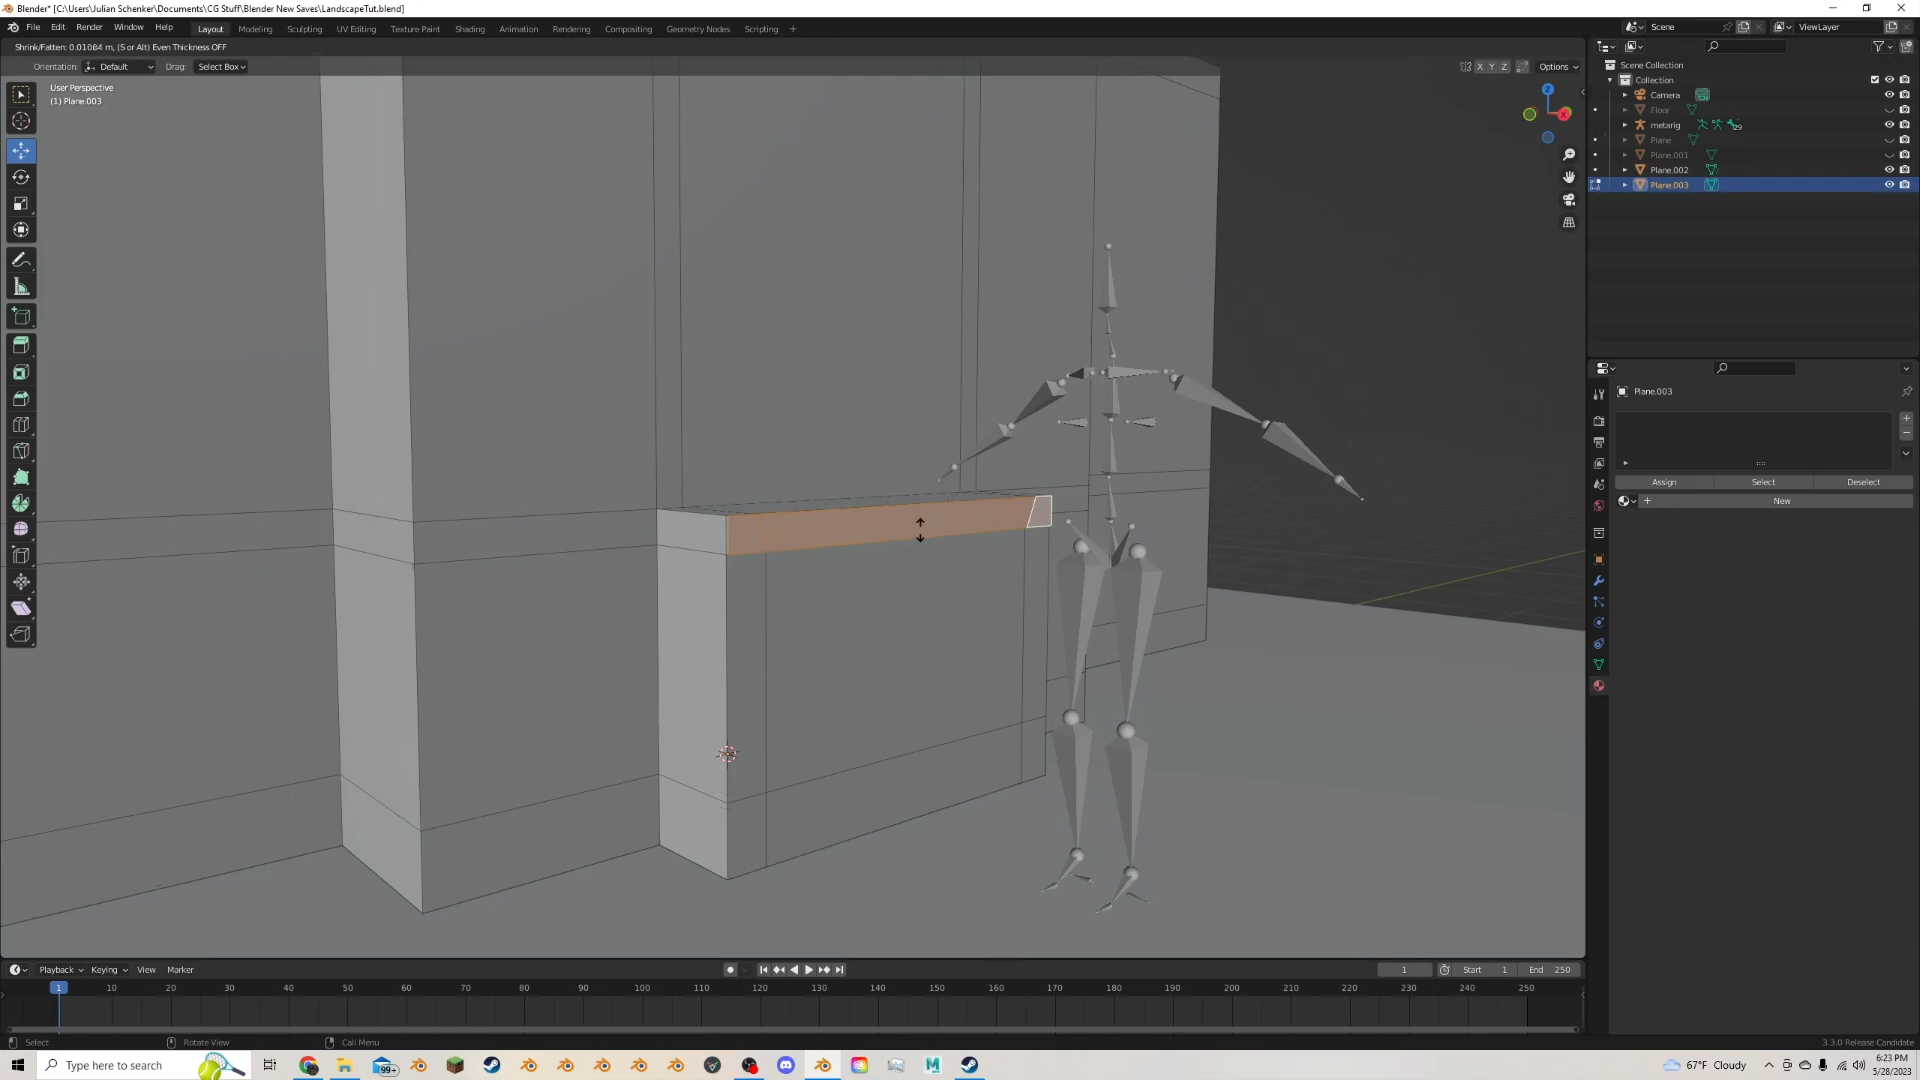 Blender* [C:\Users\Julian Schenker\Documents\CG Stuff\Blender New Saves\LandscapeTut.blend]
File Edit Render Window Help Layout Modeling Sculpting UV Editing Texture Paint Shading Animation Rendering Compositing Geometry Nodes Scripting + Scene ViewLayer
Shrink/Fatten: 0.01084 m, (S or Alt) Even Thickness OFF
Orientation: Default Drag: Select Box X Y Z Options
User Perspective
(1) Plane.003
Z
X
Scene Collection
Collection
Camera
Floor
metarig 29
Plane
Plane.001
Plane.002
Plane.003
Plane.003
Assign Select Deselect
+ New
Playback Keying View Marker 1 Start 1 End 250
1 10 20 30 40 50 60 70 80 90 100 110 120 130 140 150 160 170 180 190 200 210 220 230 240 250
Select Rotate View Call Menu 3.3.0 Release Candidate
Type here to search 99+ 67°F Cloudy 6:23 PM
5/28/2023